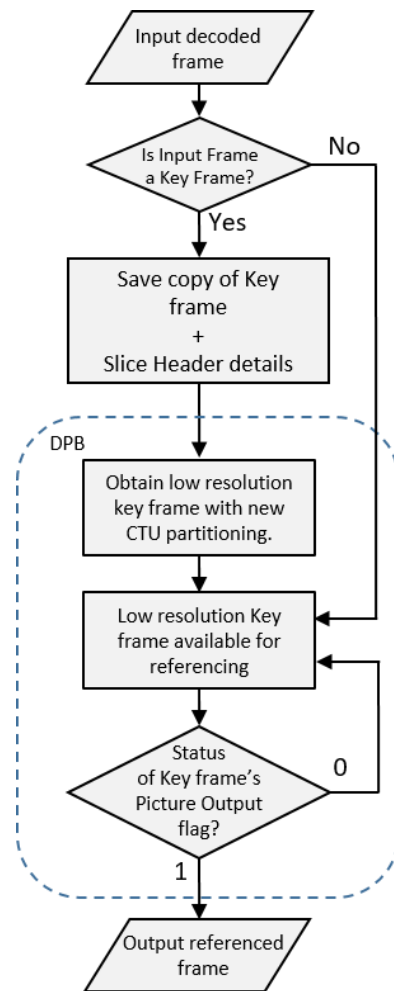 Input decoded
frame
Is Input Frame
a Key Frame?
No
Yes
Save copy of Key
frame
+
Slice Header details
DPB
Obtain low resolution
key frame with new
CTU partitioning.
Low resolution Key
frame available for
referencing
Status
of Key frame's
Picture Output
flag?
0
1
Output referenced
frame